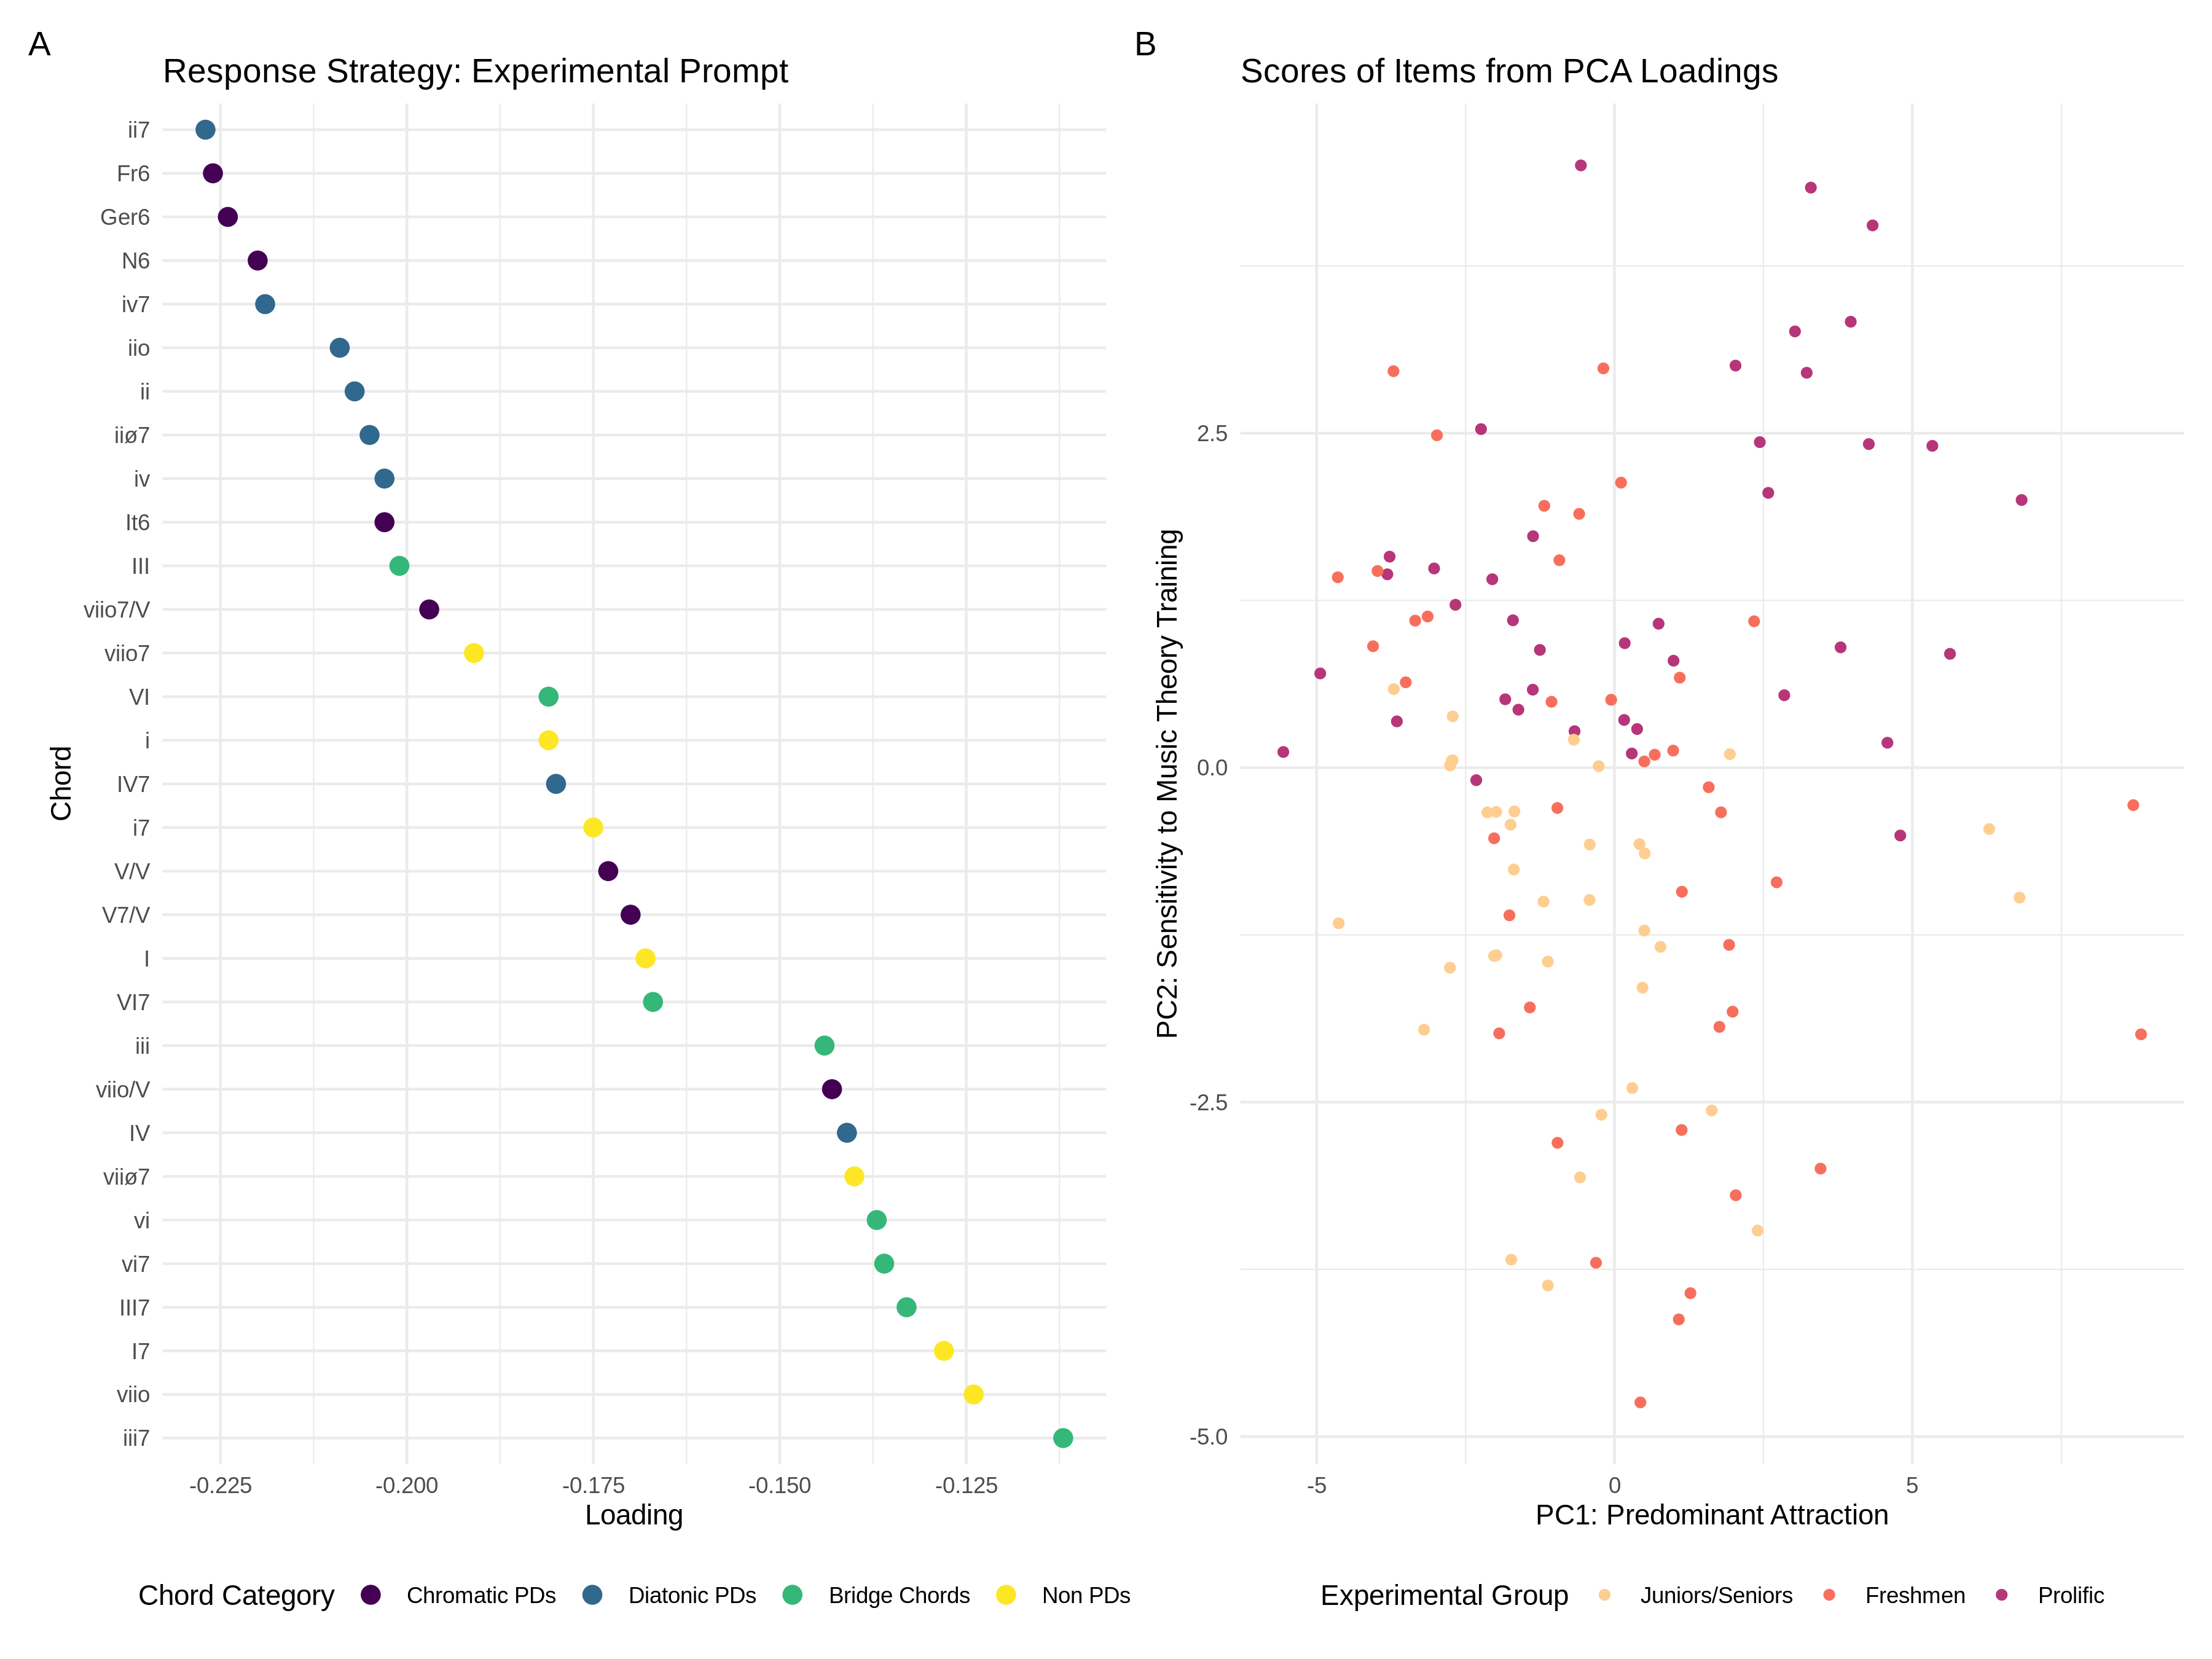 A
Response Strategy: Experimental Prompt
Chord
ii7
Fr6
Ger6
N6
iv7
iio
ii
iiø7
iv
It6
III
viio7/V
viio7
VI
i
IV7
i7
V/V
V7/V
I
VI7
iii
viio/V
IV
viiø7
vi
vi7
III7
I7
viio
iii7
-0.225 -0.200 -0.175 -0.150 -0.125
Loading
Chord Category Chromatic PDs Diatonic PDs Bridge Chords Non PDs
B
Scores of Items from PCA Loadings
PC2: Sensitivity to Music Theory Training
2.5
0.0
-2.5
-5.0
-5 0 5
PC1: Predominant Attraction
Experimental Group Juniors/Seniors Freshmen Prolific